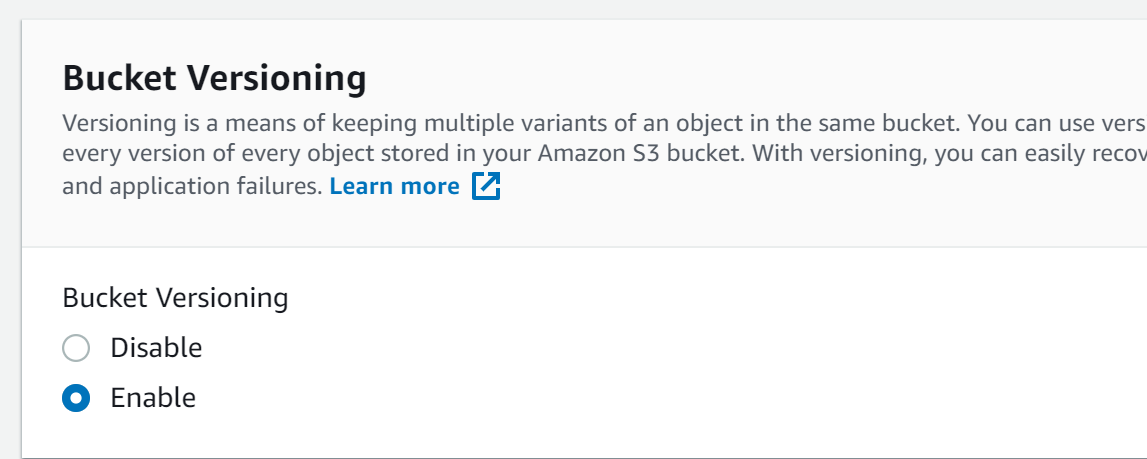 Bucket Versioning
Versioning is a means of keeping multiple variants of an object in the same bucket. You can use
every version of every object stored in your Amazon S3 bucket. With versioning, you can easily
and application failures. Learn more
Bucket Versioning
Disable
Enable